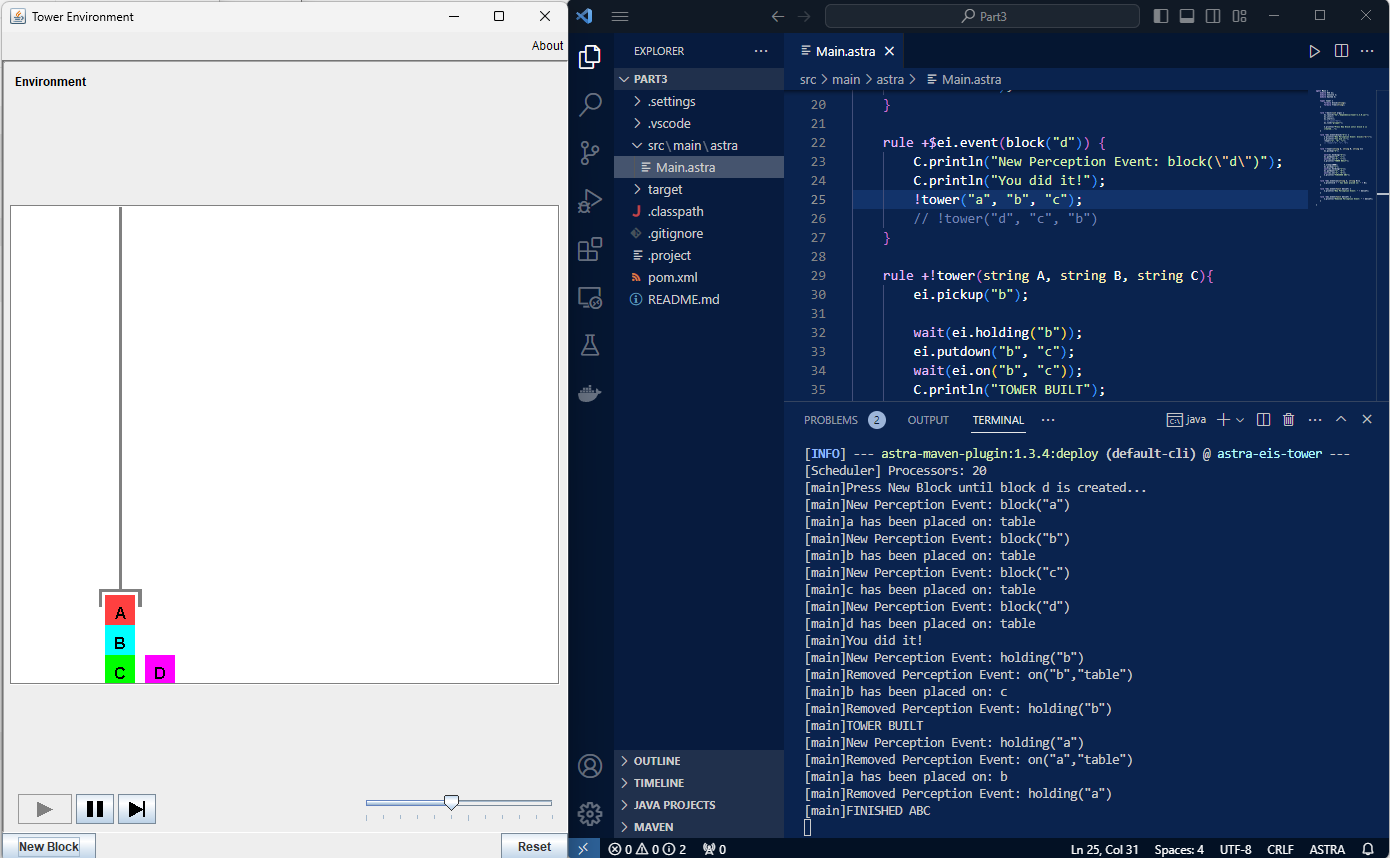 Tower Environment
About
Environment
A
B
C D
New Block
Reset
Part3
EXPLORER
PART3
.settings
.vscode
src\main\astra
Main.astra
target
.classpath
.gitignore
.project
pom.xml
README.md
OUTLINE
TIMELINE
JAVA PROJECTS
MAVEN
Main.astra
src > main > astra > Main.astra
20 }
21
22 rule +$ei.event(block("d")) {
23 C.println("New Perception Event: block(\"d\")");
24 C.println("You did it!");
25 !tower("a", "b", "c");
26 // !tower("d", "c", "b")
27 }
28
29 rule +!tower(string A, string B, string C){
30 ei.pickup("b");
31
32 wait(ei.holding("b"));
33 ei.putdown("b", "c");
34 wait(ei.on("b", "c"));
35 C.println("TOWER BUILT");
PROBLEMS 2 OUTPUT TERMINAL ··· java
[INFO] --- astra-maven-plugin:1.3.4:deploy (default-cli) @ astra-eis-tower ---
[Scheduler] Processors: 20
[main]Press New Block until block d is created...
[main]New Perception Event: block("a")
[main]a has been placed on: table
[main]New Perception Event: block("b")
[main]b has been placed on: table
[main]New Perception Event: block("c")
[main]c has been placed on: table
[main]New Perception Event: block("d")
[main]d has been placed on: table
[main]You did it!
[main]New Perception Event: holding("b")
[main]Removed Perception Event: on("b","table")
[main]b has been placed on: c
[main]Removed Perception Event: holding("b")
[main]TOWER BUILT
[main]New Perception Event: holding("a")
[main]Removed Perception Event: on("a","table")
[main]a has been placed on: b
[main]Removed Perception Event: holding("a")
[main]FINISHED ABC
0 0 2 0 Ln 25, Col 31 Spaces: 4 UTF-8 CRLF ASTRA